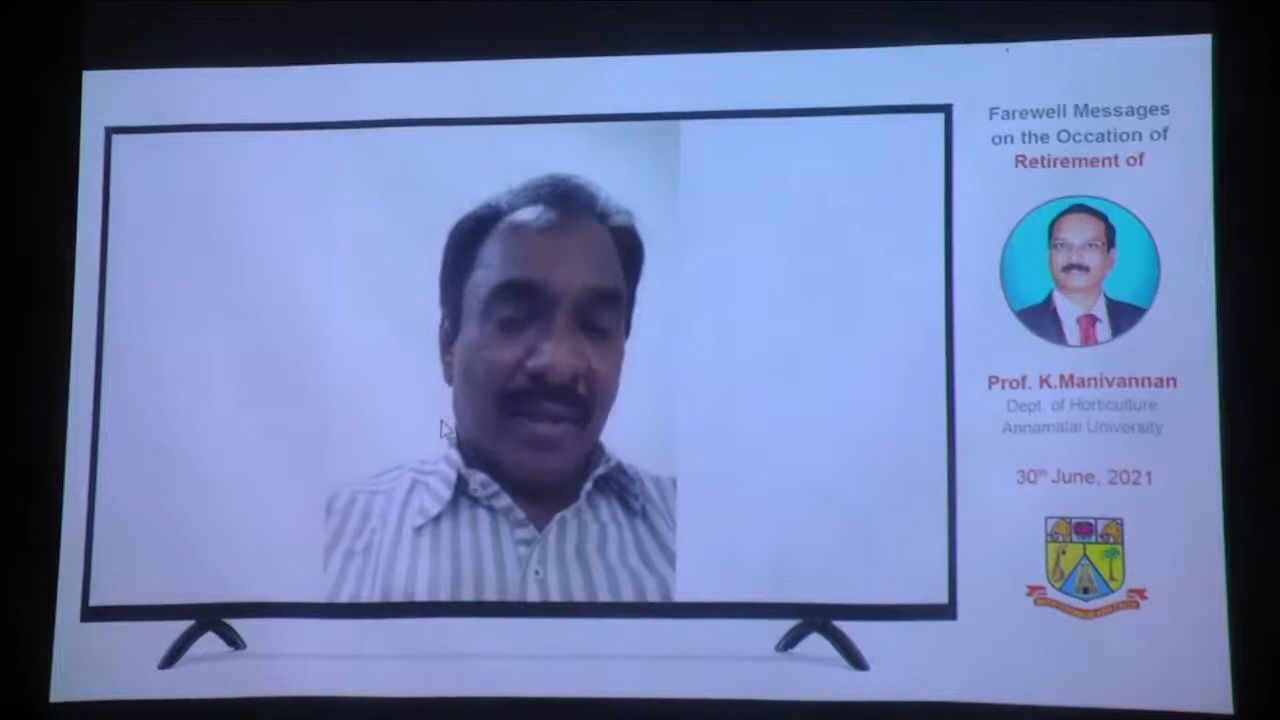 Farewell Messages
on the Occation of
Retirement of
Prof. K.Manivannan
Dept. of Horticulture
Annamalai University
30th June, 2021